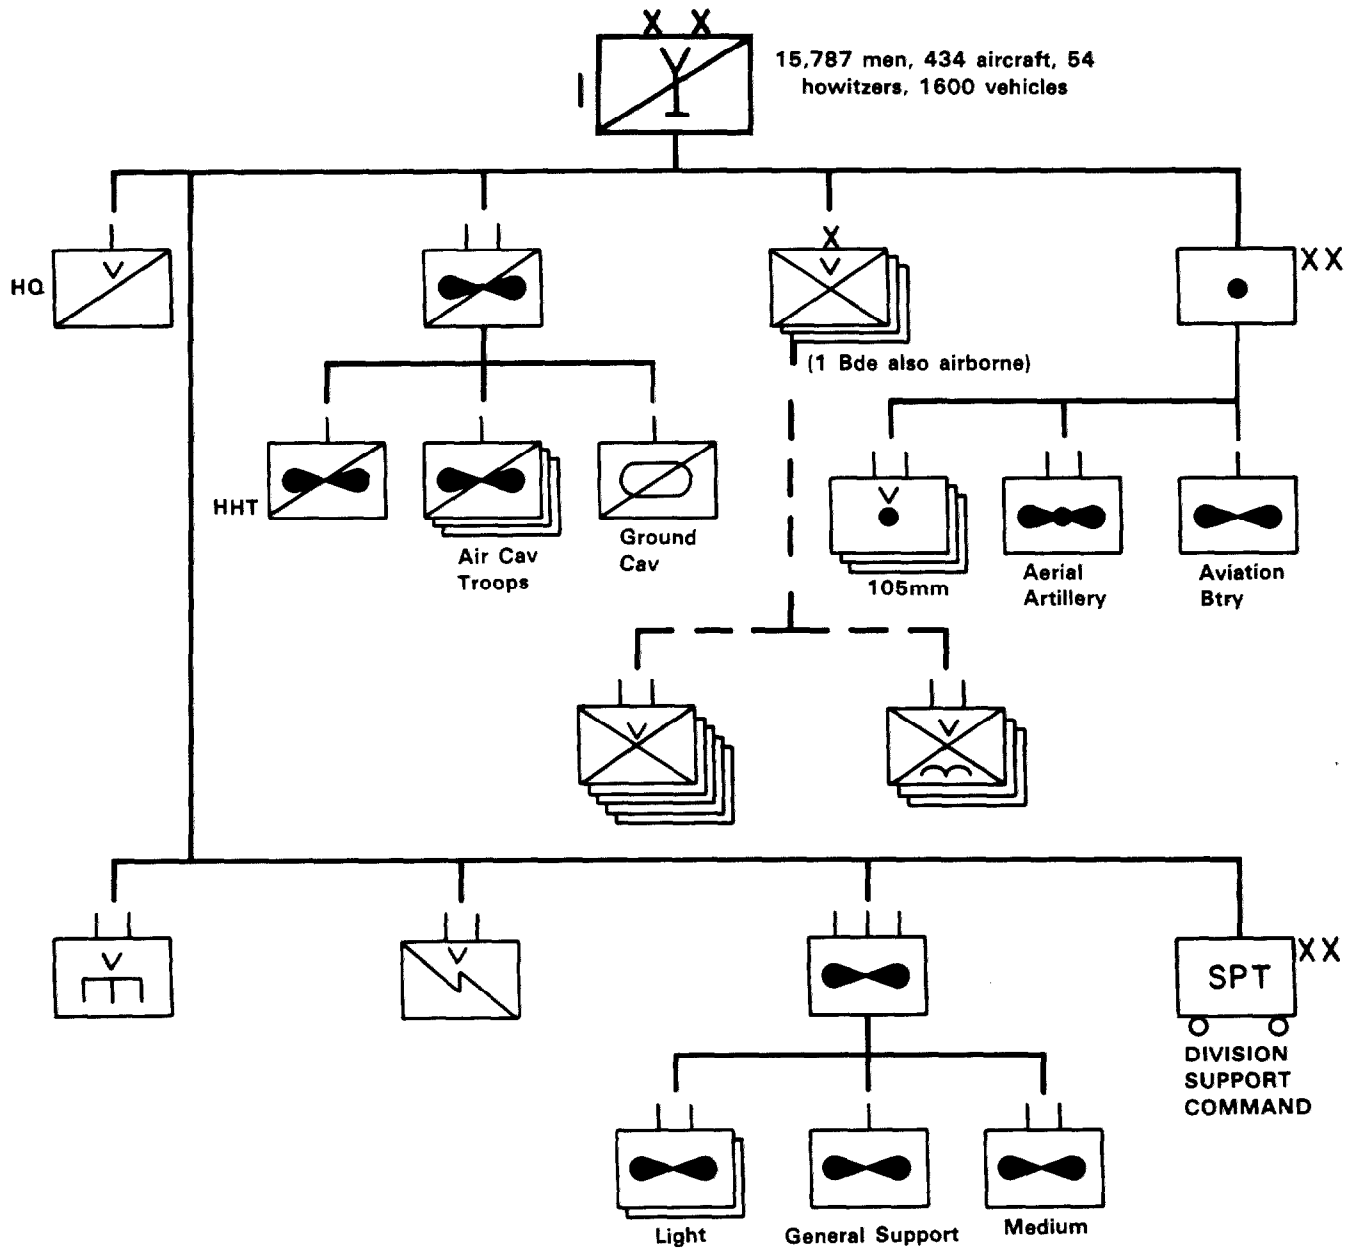 X X
15,787 men, 434 aircraft, 54
howitzers, 1600 vehicles
HQ
X
XX
(1 Bde also airborne)
HHT
Air Cav
Troops
Ground
Cav
105mm
Aerial
Artillery
Aviation
Btry
SPT
XX
DIVISION
SUPPORT
COMMAND
Light
General Support
Medium